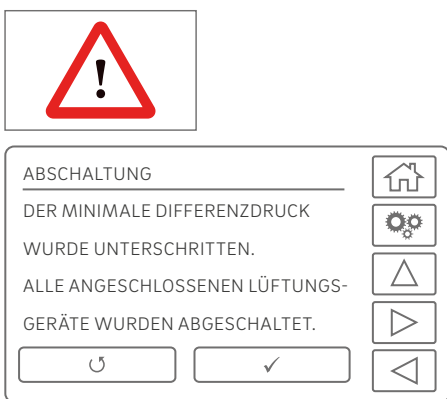 !
ABSCHALTUNG
DER MINIMALE DIFFERENZDRUCK
WURDE UNTERSCHRITTEN.
ALLE ANGESCHLOSSENEN LÜFTUNGS-
GERÄTE WURDEN ABGESCHALTET.